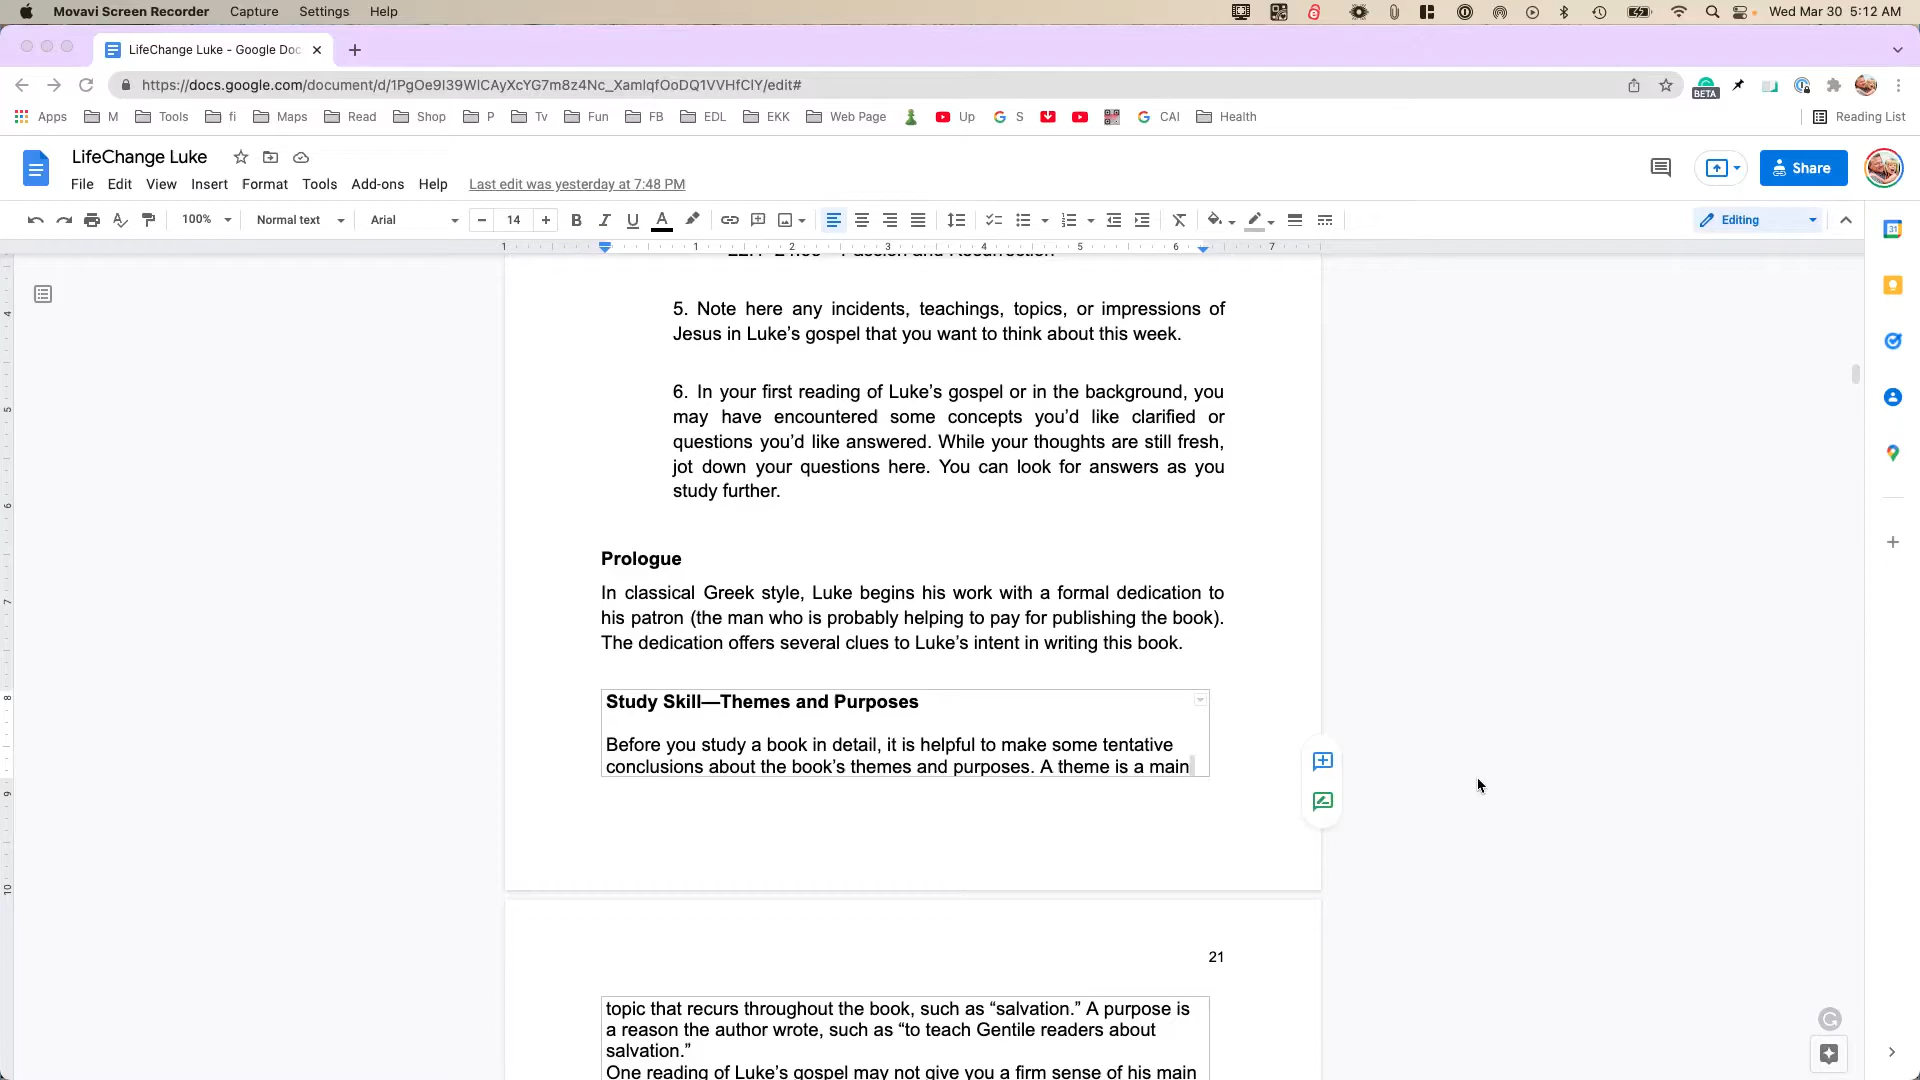 Movavi Screen Recorder Capture Settings Help Wed Mar 30 5:12 AM
LifeChange Luke - Google Doc
https://docs.google.com/document/d/1PgOe9I39WlCAyXcYG7m8z4Nc_XamIqfOoDQ1VVHfClY/edit#
BETA
Apps M Tools fi Maps Read Shop P Tv Fun FB EDL EKK Web Page Up S CAI Health Reading List
LifeChange Luke
Share
File Edit View Insert Format Tools Add-ons Help Last edit was yesterday at 7:48 PM
100% Normal text Arial 14 Editing
1 1 2 3 4 5 6 7
31
5. Note here any incidents, teachings, topics, or impressions of
Jesus in Luke’s gospel that you want to think about this week.
6. In your first reading of Luke’s gospel or in the background, you
may have encountered some concepts you’d like clarified or
questions you’d like answered. While your thoughts are still fresh,
jot down your questions here. You can look for answers as you
study further.
Prologue
In classical Greek style, Luke begins his work with a formal dedication to
his patron (the man who is probably helping to pay for publishing the book).
The dedication offers several clues to Luke’s intent in writing this book.
Study Skill—Themes and Purposes
Before you study a book in detail, it is helpful to make some tentative
conclusions about the book’s themes and purposes. A theme is a main
21
topic that recurs throughout the book, such as “salvation.” A purpose is
a reason the author wrote, such as “to teach Gentile readers about
salvation.”
One reading of Luke’s gospel may not give you a firm sense of his main